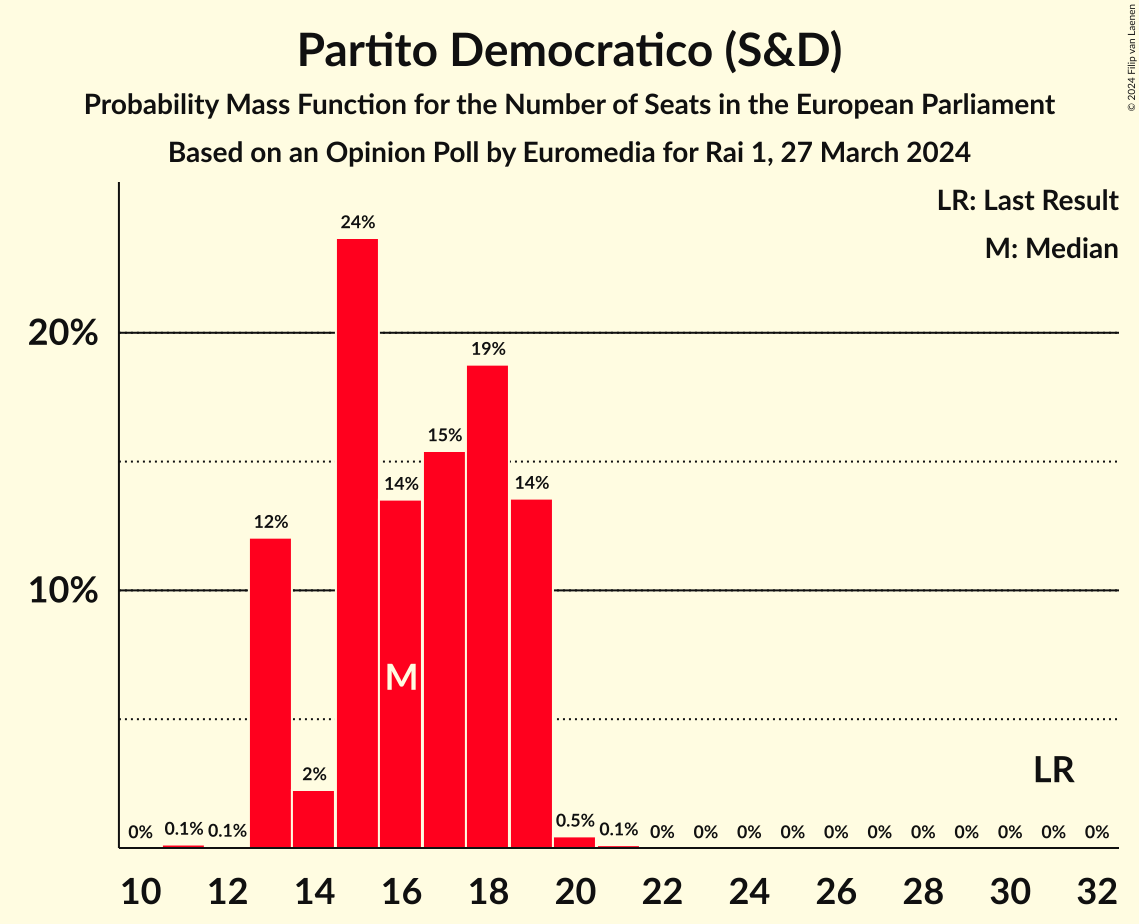 Partito Democratico (S&D)
Probability Mass Function for the Number of Seats in the European Parliament
Based on an Opinion Poll by Euromedia for Rai 1, 27 March 2024
© 2024 Filip van Laenen
LR: Last Result
M: Median
24%
20%
19%
15%
14%
14%
12%
10%
M
2%
LR
0% 0.1% 0.1% 0.5% 0.1% 0% 0% 0% 0% 0% 0% 0% 0% 0% 0% 0%
10 12 14 16 18 20 22 24 26 28 30 32